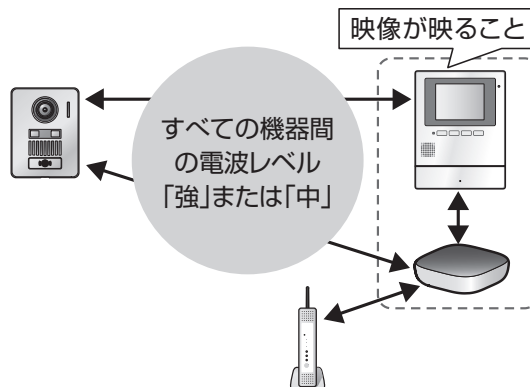 映像が映ること
すべての機器間
の電波レベル
「強」または「中」